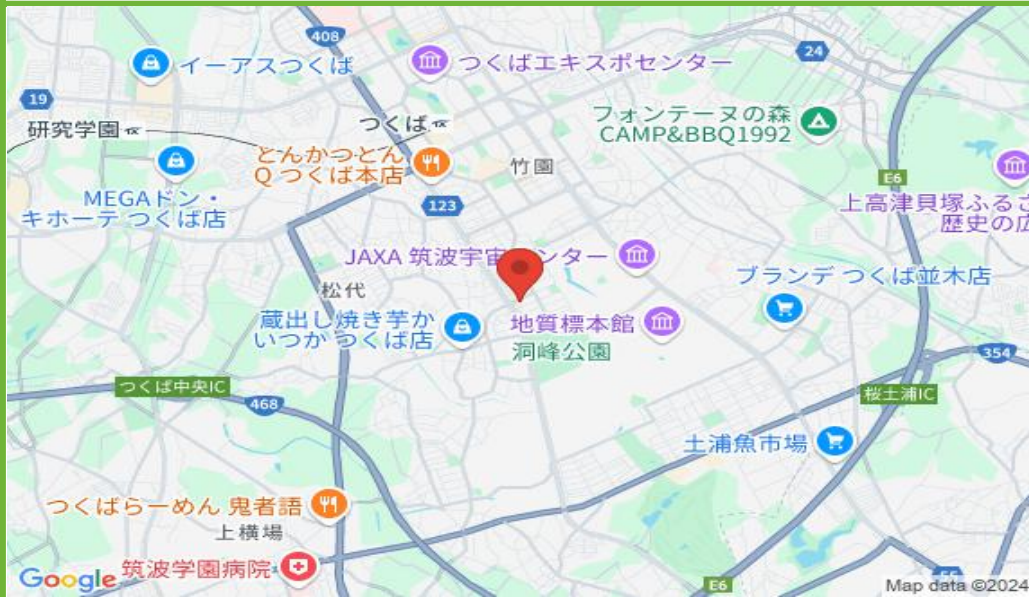 408
24
イーアスつくば
つくばエキスポセンター
19
フォンテーヌの森
CAMP&BBQ1992
研究学園
つくば
とんかつとん
Q つくば本店
竹園
E6
MEGAドン・
キホーテ つくば店
123
上高津貝塚ふるさ
歴史の広
JAXA 筑波宇宙
ンター
ブランデ つくば並木店
松代
蔵出し焼き芋か
いつか つくば店
地質標本館
洞峰公園
354
つくば中央IC
桜土浦IC
468
土浦魚市場
つくばらーめん 鬼者語
上横場
筑波学園病院
Google
E6
Map data ©2024